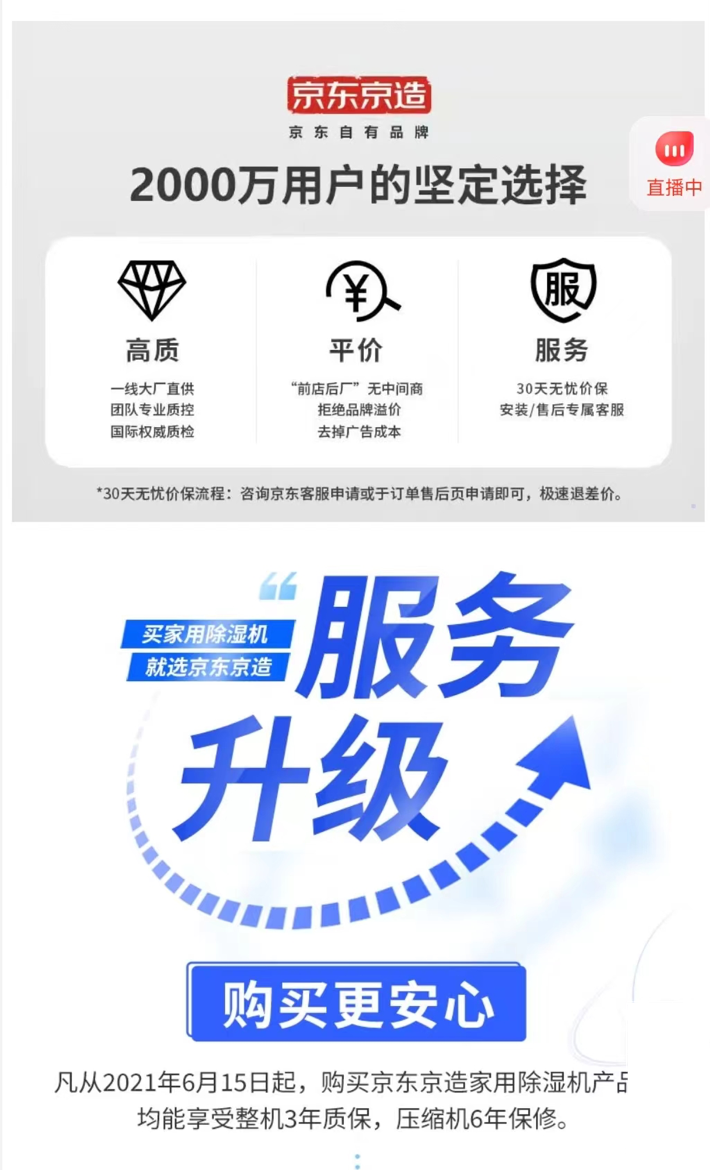 京东京造
京东自有品牌
2000万用户的坚定选择
直播中
¥
服
高质
平价
服务
一线大厂直供
团队专业质控
国际权威质检
“前店后厂”无中间商
拒绝品牌溢价
去掉广告成本
30天无忧价保
安装/售后专属客服
*30天无忧价保流程：咨询京东客服申请或于订单售后页申请即可，极速退差价。
买家用除湿机
就选京东京造
“服务
升级
购买更安心
凡从2021年6月15日起，购买京东京造家用除湿机产品
均能享受整机3年质保，压缩机6年保修。